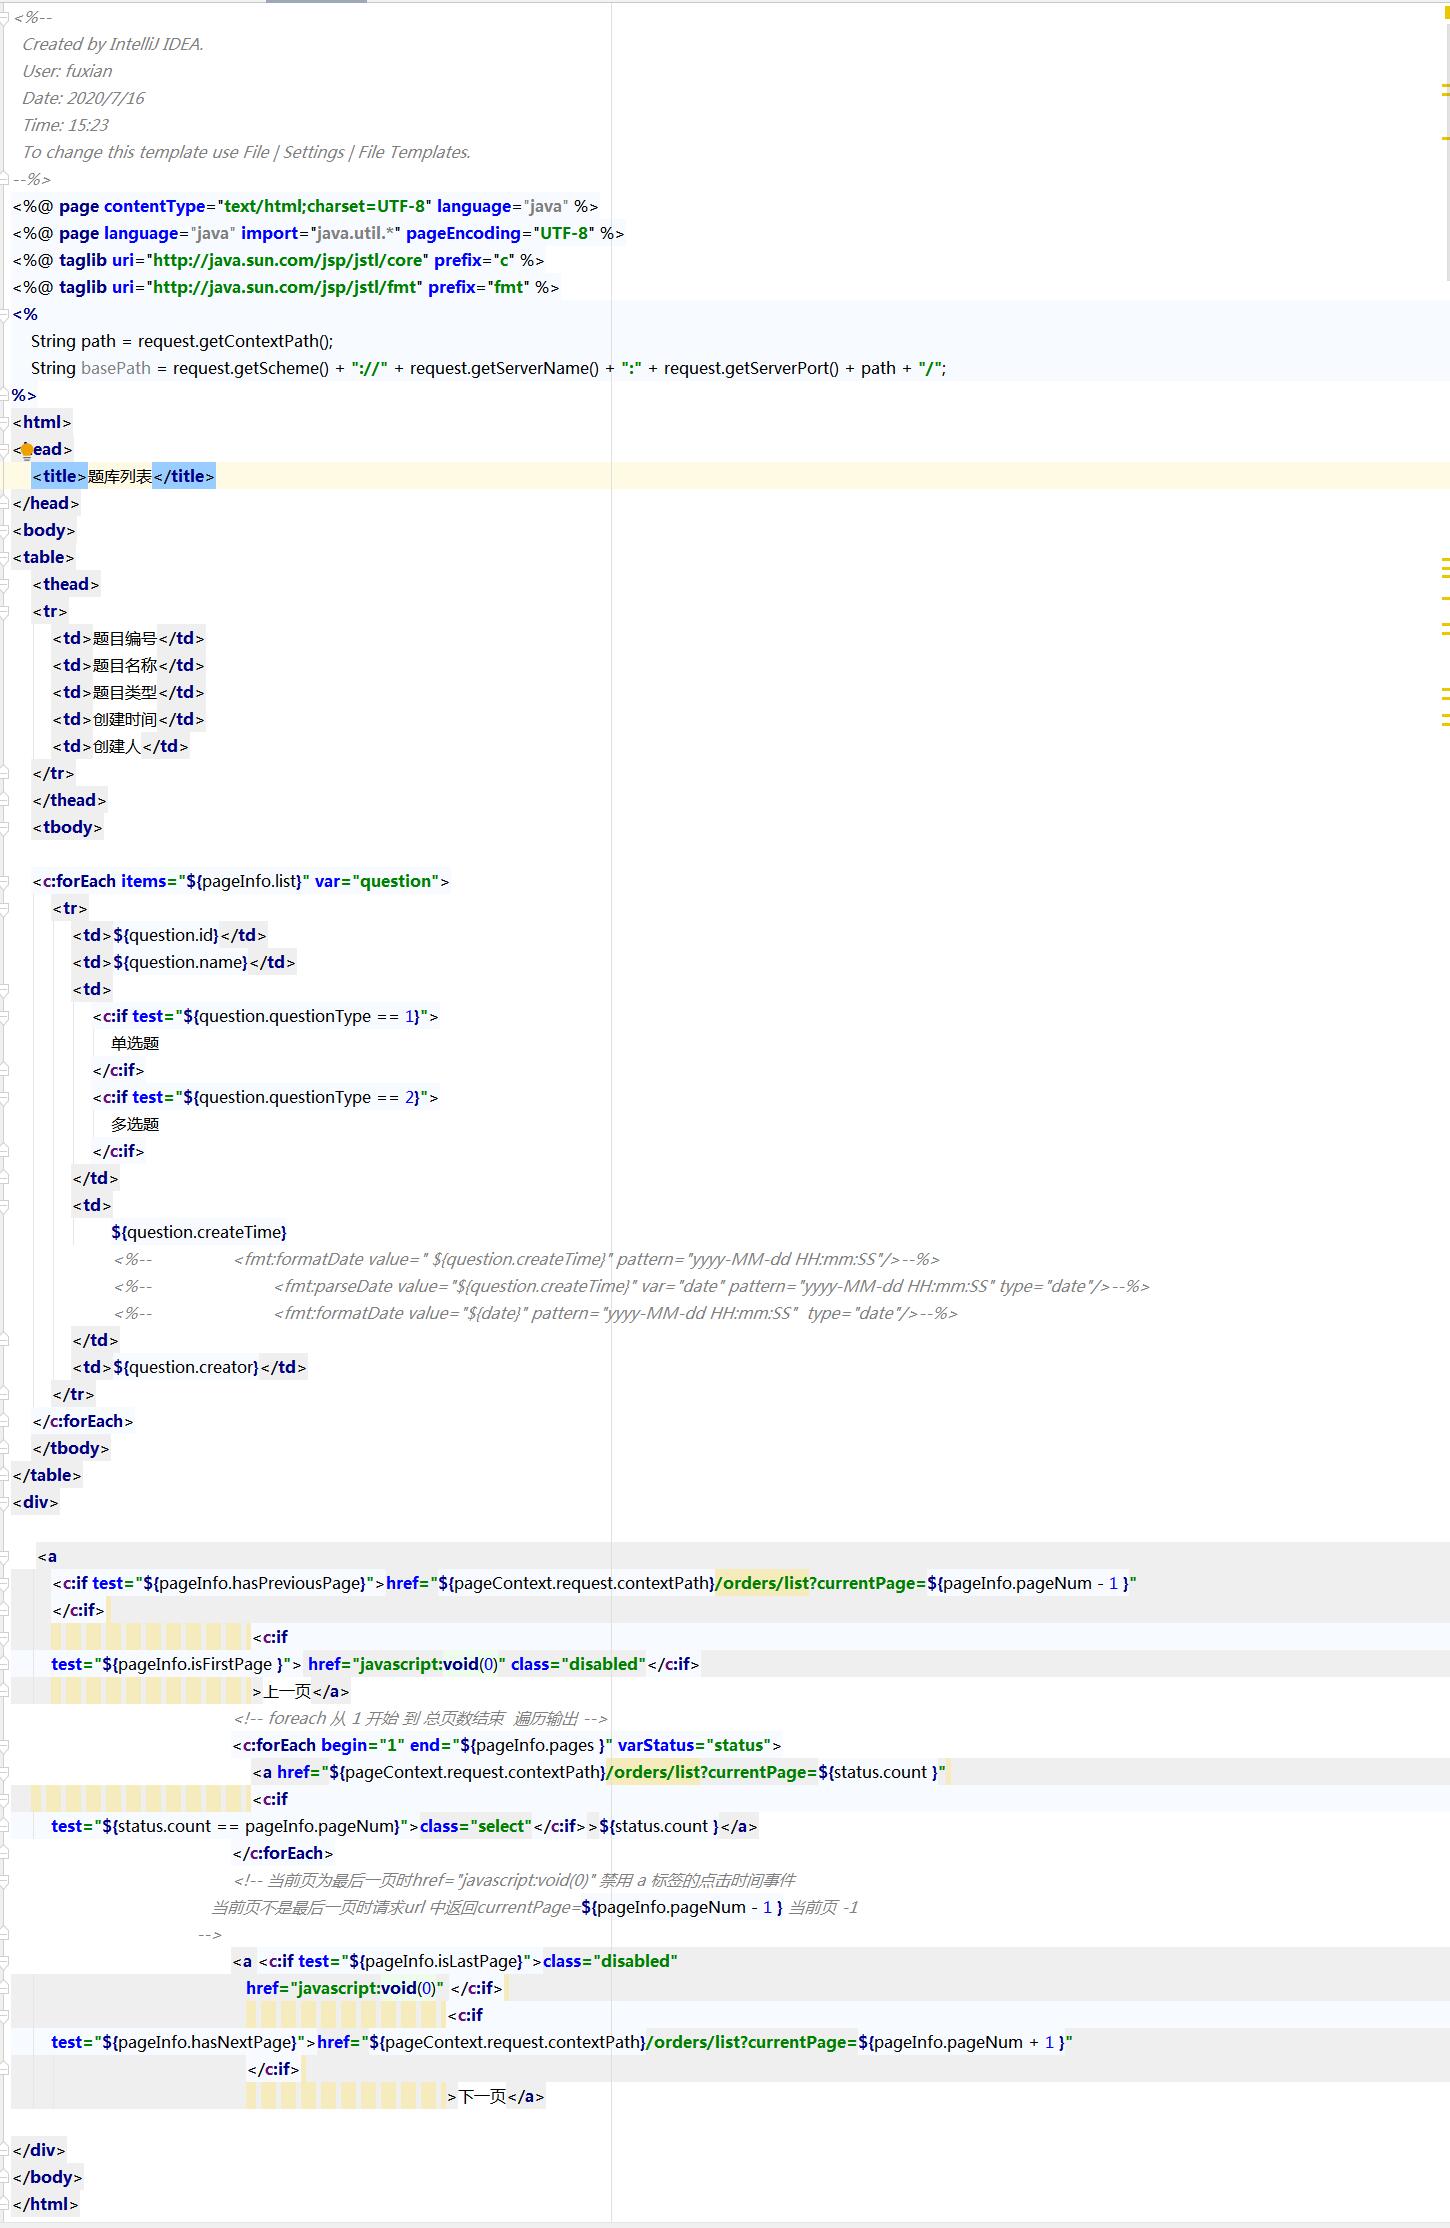 <%--
  Created by IntelliJ IDEA.
  User: fuxian
  Date: 2020/7/16
  Time: 15:23
  To change this template use File | Settings | File Templates.
--%>
<%@ page contentType="text/html;charset=UTF-8" language="java" %>
<%@ page language="java" import="java.util.*" pageEncoding="UTF-8" %>
<%@ taglib uri="http://java.sun.com/jsp/jstl/core" prefix="c" %>
<%@ taglib uri="http://java.sun.com/jsp/jstl/fmt" prefix="fmt" %>
<%
    String path = request.getContextPath();
    String basePath = request.getScheme() + "://" + request.getServerName() + ":" + request.getServerPort() + path + "/";
%>
<html>
<head>
    <title>题库列表</title>
</head>
<body>
<table>
    <thead>
    <tr>
        <td>题目编号</td>
        <td>题目名称</td>
        <td>题目类型</td>
        <td>创建时间</td>
        <td>创建人</td>
    </tr>
    </thead>
    <tbody>
    <c:forEach items="${pageInfo.list}" var="question">
        <tr>
            <td>${question.id}</td>
            <td>${question.name}</td>
            <td>
                <c:if test="${question.questionType == 1}">
                    单选题
                </c:if>
                <c:if test="${question.questionType == 2}">
                    多选题
                </c:if>
            </td>
            <td>
                    ${question.createTime}
                    <%--                <fmt:formatDate value=" ${question.createTime}" pattern="yyyy-MM-dd HH:mm:SS"/>--%>
                    <%--                        <fmt:parseDate value="${question.createTime}" var="date" pattern="yyyy-MM-dd HH:mm:SS" type="date"/>--%>
                    <%--                        <fmt:formatDate value="${date}" pattern="yyyy-MM-dd HH:mm:SS"  type="date"/>--%>
            </td>
            <td>${question.creator}</td>
        </tr>
    </c:forEach>
    </tbody>
</table>
<div>
     <a
        <c:if test="${pageInfo.hasPreviousPage}">href="${pageContext.request.contextPath}/orders/list?currentPage=${pageInfo.pageNum - 1 }"
        </c:if>
<c:if
        test="${pageInfo.isFirstPage }"> href="javascript:void(0)" class="disabled"</c:if>
>上一页</a>
<!-- foreach 从 1 开始 到 总页数结束  遍历输出 -->
<c:forEach begin="1" end="${pageInfo.pages }" varStatus="status">
<a href="${pageContext.request.contextPath}/orders/list?currentPage=${status.count }"
<c:if
        test="${status.count == pageInfo.pageNum}">class="select"</c:if>>${status.count }</a>
</c:forEach>
<!-- 当前页为最后一页时href="javascript:void(0)" 禁用 a 标签的点击时间事件
当前页不是最后一页时请求url 中返回currentPage=${pageInfo.pageNum - 1 } 当前页 -1
-->
<a <c:if test="${pageInfo.isLastPage}">class="disabled"
href="javascript:void(0)" </c:if>
<c:if
        test="${pageInfo.hasNextPage}">href="${pageContext.request.contextPath}/orders/list?currentPage=${pageInfo.pageNum + 1 }"
</c:if>
>下一页</a>
</div>
</body>
</html>